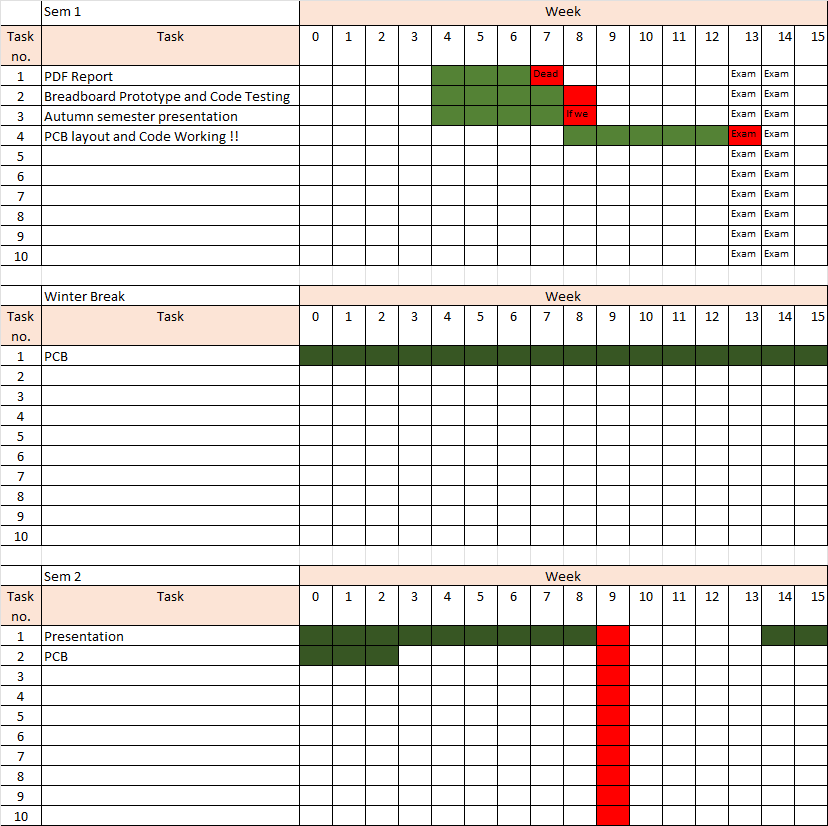 Sem 1 Week
Task no. Task 0 1 2 3 4 5 6 7 8 9 10 11 12 13 14 15
1 PDF Report Dead Exam Exam
2 Breadboard Prototype and Code Testing Exam Exam
3 Autumn semester presentation If we Exam Exam
4 PCB layout and Code Working !! Exam Exam
5 Exam Exam
6 Exam Exam
7 Exam Exam
8 Exam Exam
9 Exam Exam
10 Exam Exam
Winter Break Week
Task no. Task 0 1 2 3 4 5 6 7 8 9 10 11 12 13 14 15
1 PCB
2
3
4
5
6
7
8
9
10
Sem 2 Week
Task no. Task 0 1 2 3 4 5 6 7 8 9 10 11 12 13 14 15
1 Presentation
2 PCB
3
4
5
6
7
8
9
10